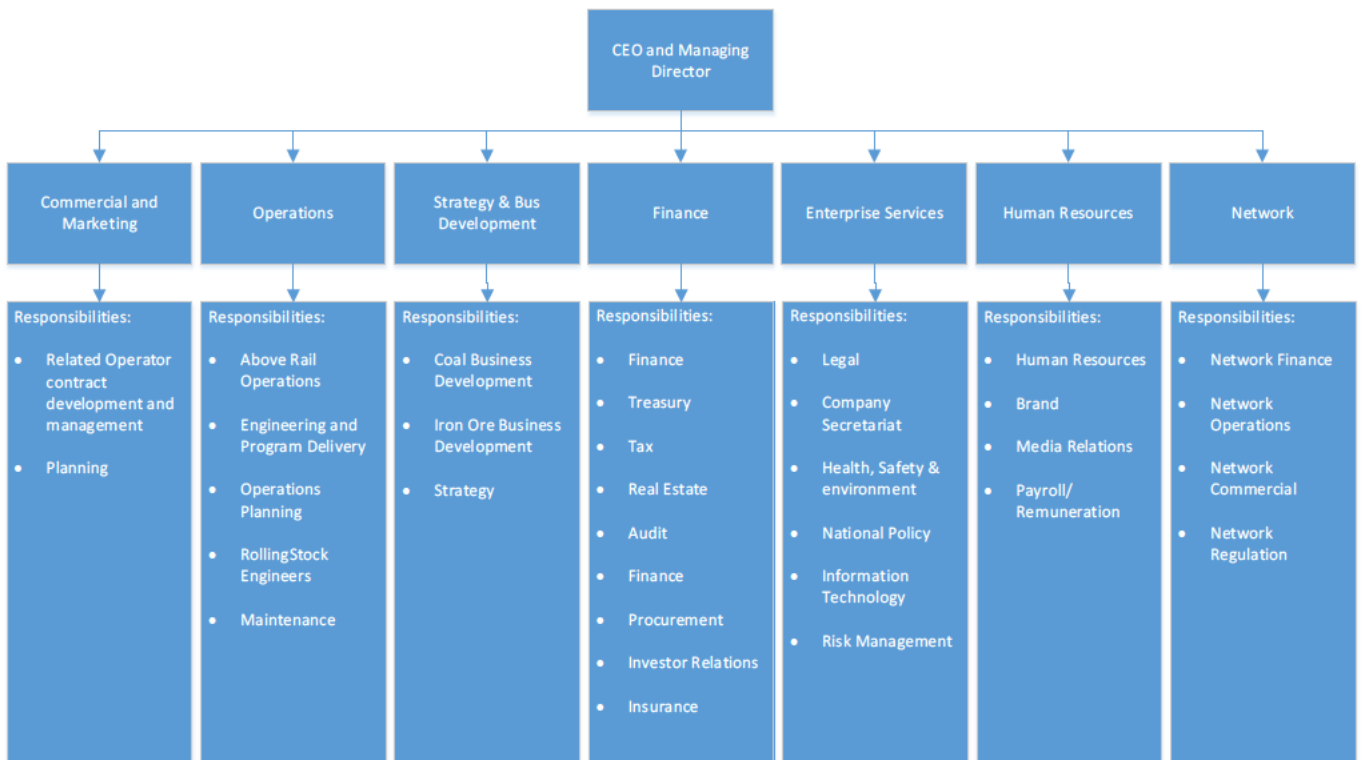 CEO and Managing
Director
Commercial and
Marketing
Operations
Strategy & Bus
Development
Finance
Enterprise Services
Human Resources
Network
Responsibilities:
• Related Operator
contract
development and
management
• Planning
Responsibilities:
• Above Rail
Operations
• Engineering and
Program Delivery
• Operations
Planning
• RollingStock
Engineers
• Maintenance
Responsibilities:
• Coal Business
Development
• Iron Ore Business
Development
• Strategy
Responsibilities:
• Finance
• Treasury
• Tax
• Real Estate
• Audit
• Finance
• Procurement
• Investor Relations
• Insurance
Responsibilities:
• Legal
• Company
Secretariat
• Health, Safety &
environment
• National Policy
• Information
Technology
• Risk Management
Responsibilities:
• Human Resources
• Brand
• Media Relations
• Payroll/
Remuneration
Responsibilities:
• Network Finance
• Network
Operations
• Network
Commercial
• Network
Regulation